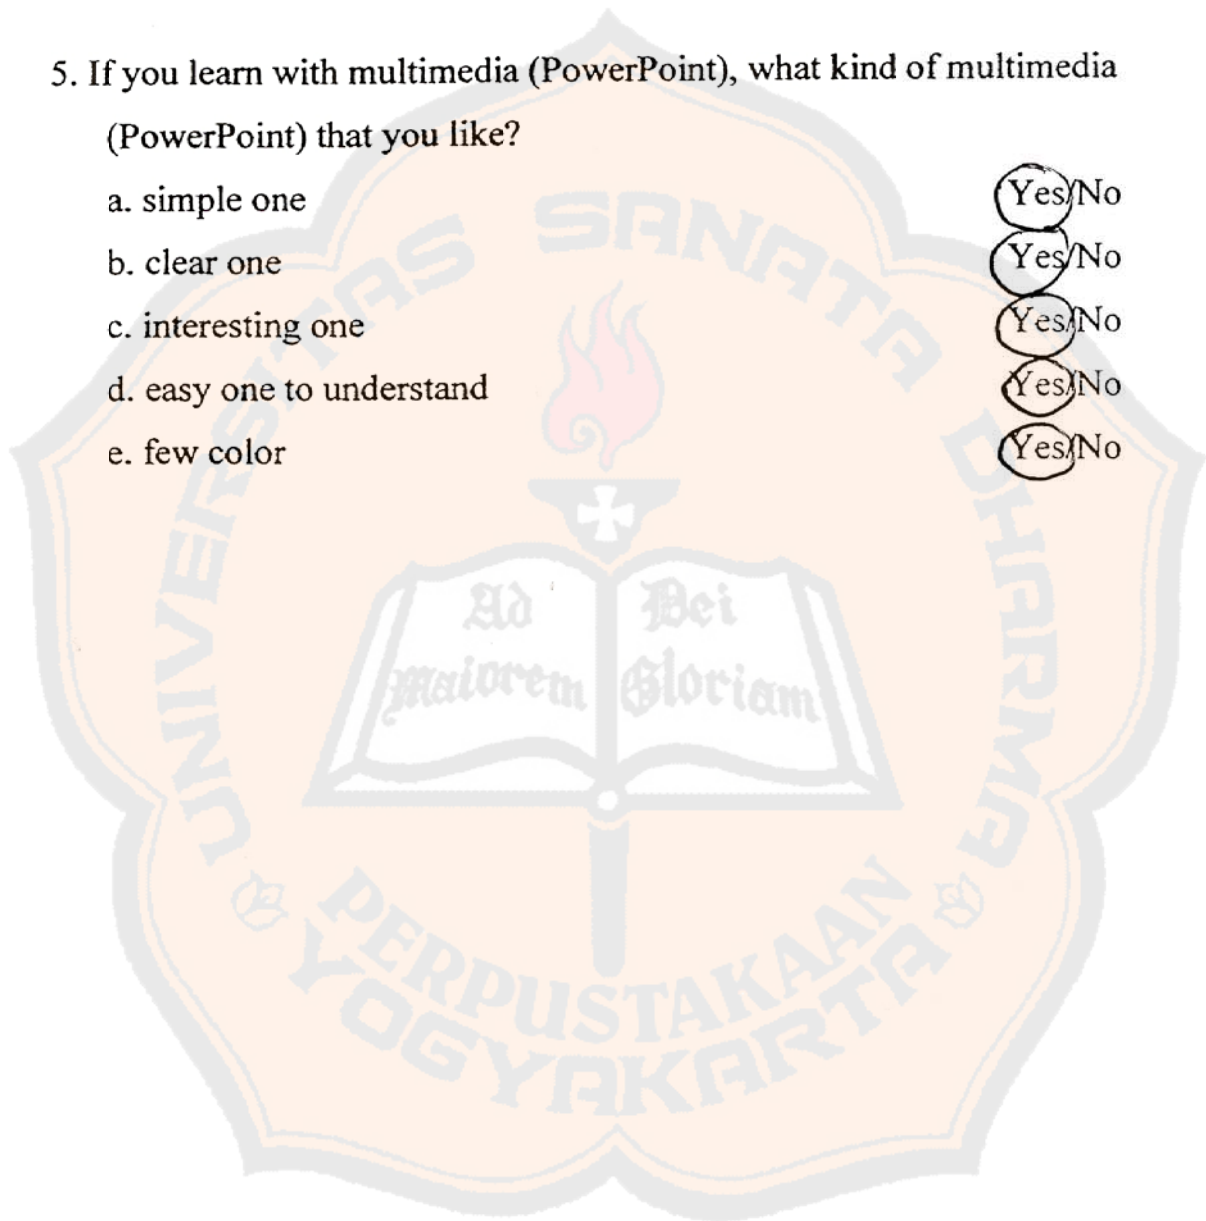 5. If you learn with multimedia (PowerPoint), what kind of multimedia
(PowerPoint) that you like?
a. simple one Yes/No
b. clear one Yes/No
c. interesting one Yes/No
d. easy one to understand Yes/No
e. few color Yes/No
UNIVERSITAS SANATA DHARMA
Ad Dei
Maiorem Gloriam
PERPUSTAKAAN
YOGYAKARTA